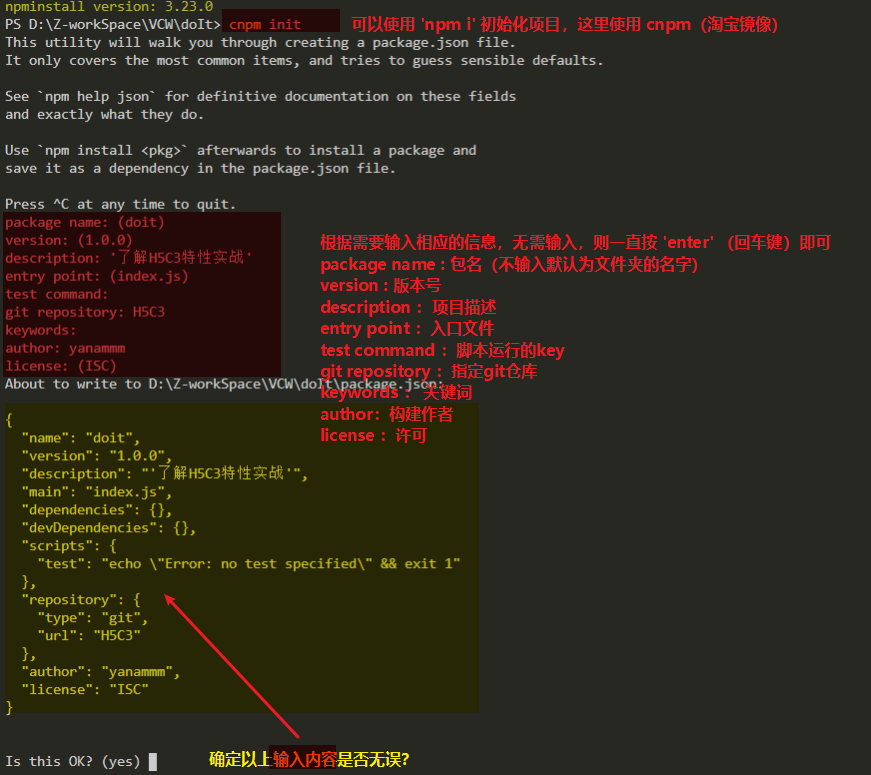 npminstall version: 3.23.0
PS D:\Z-workSpace\VCW\doIt> cnpm init
可以使用 'npm i' 初始化项目，这里使用 cnpm（淘宝镜像）
This utility will walk you through creating a package.json file.
It only covers the most common items, and tries to guess sensible defaults.
See `npm help json` for definitive documentation on these fields
and exactly what they do.
Use `npm install <pkg>` afterwards to install a package and
save it as a dependency in the package.json file.
Press ^C at any time to quit.
package name: (doit)
version: (1.0.0)
description: '了解H5C3特性实战'
entry point: (index.js)
test command:
git repository: H5C3
keywords:
author: yanammm
license: (ISC)
根据需要输入相应的信息，无需输入，则一直按 'enter' （回车键）即可
package name : 包名（不输入默认为文件夹的名字）
version : 版本号
description ： 项目描述
entry point ： 入口文件
test command ： 脚本运行的key
git repository ： 指定git仓库
keywords ： 关键词
author： 构建作者
license ： 许可
About to write to D:\Z-workSpace\VCW\doIt\package.json:
{
"name": "doit",
"version": "1.0.0",
"description": "'了解H5C3特性实战'",
"main": "index.js",
"dependencies": {},
"devDependencies": {},
"scripts": {
"test": "echo \"Error: no test specified\" && exit 1"
},
"repository": {
"type": "git",
"url": "H5C3"
},
"author": "yanammm",
"license": "ISC"
}
Is this OK? (yes)
确定以上输入内容是否无误？